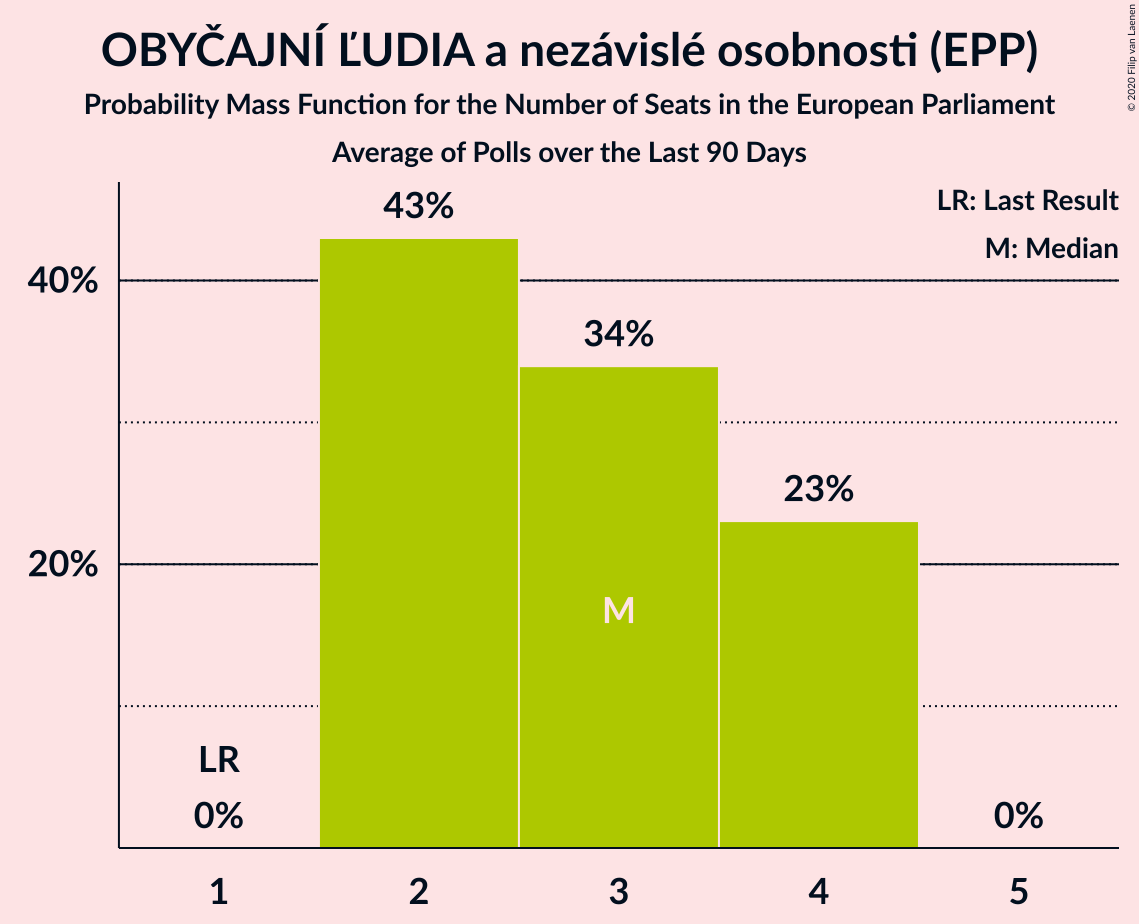 OBYČAJNÍ ĽUDIA a nezávislé osobnosti (EPP)
Probability Mass Function for the Number of Seats in the European Parliament
Average of Polls over the Last 90 Days
© 2020 Filip van Laenen
LR: Last Result
M: Median
43%
40%
34%
23%
20%
M
LR
0%
0%
1 2 3 4 5